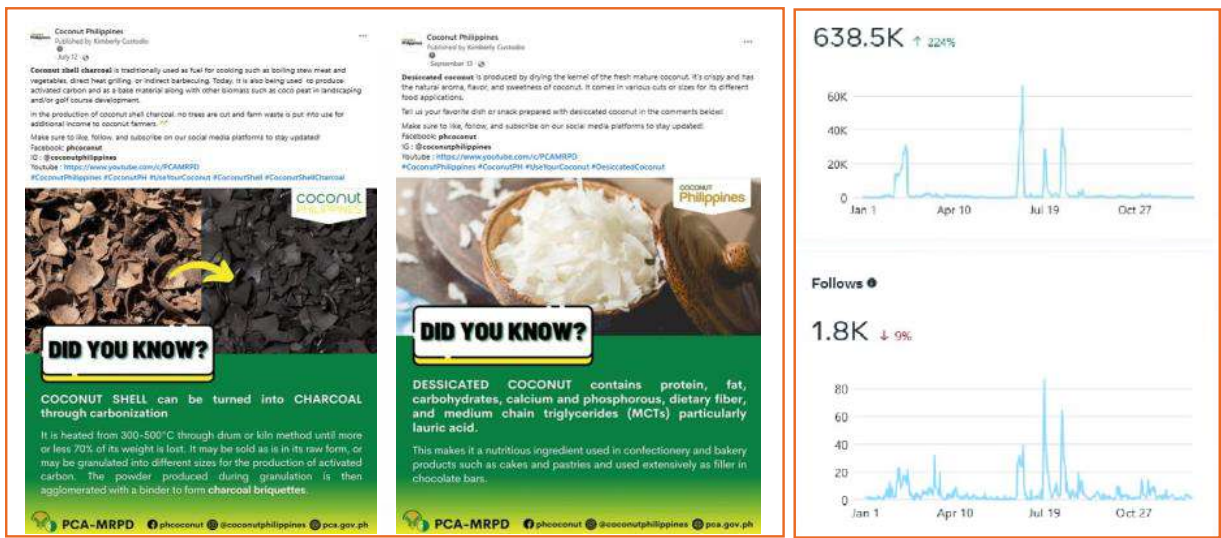 Coconut Philippines
Published by Kimberly Custodio
July 12
Coconut shell charcoal is traditionally used as fuel for cooking such as boiling stew meat and
vegetables, direct heat grilling, or indirect barbecuing. Today, it is also being used to produce
activated carbon and as a base material along with other biomass such as coco peat in landscaping
and/or golf course development.
In the production of coconut shell charcoal, no trees are cut and farm waste is put into use for
additional income to coconut farmers.
Make sure to like, follow, and subscribe on our social media platforms to stay updated!
Facebook: phcoconut
IG : @coconutphilippines
Youtube : https://www.youtube.com/c/PCAMRPD
#CoconutPhilippines #CoconutPH #UseYourCoconut #CoconutShell #CoconutShellCharcoal
coconut
PHILIPPINES
DID YOU KNOW?
COCONUT SHELL can be turned into CHARCOAL
through carbonization
It is heated from 300-500°C through drum or kiln method until more
or less 70% of its weight is lost. It may be sold as is in its raw form, or
may be granulated into different sizes for the production of activated
carbon. The powder produced during granulation is then
agglomerated with a binder to form charcoal briquettes.
PCA-MRPD phcoconut @coconutphilippines pca.gov.ph
Coconut Philippines
Published by Kimberly Custodio
September 13
Desiccated coconut is produced by drying the kernel of the fresh mature coconut. It's crispy and has
the natural aroma, flavor, and sweetness of coconut. It comes in various cuts or sizes for its different
food applications.
Tell us your favorite dish or snack prepared with desiccated coconut in the comments below!
Make sure to like, follow, and subscribe on our social media platforms to stay updated!
Facebook: phcoconut
IG : @coconutphilippines
Youtube : https://www.youtube.com/c/PCAMRPD
#CoconutPhilippines #CoconutPH #UseYourCoconut #DesiccatedCoconut
COCONUT
Philippines
DID YOU KNOW?
DESSICATED COCONUT contains protein, fat,
carbohydrates, calcium and phosphorous, dietary fiber,
and medium chain triglycerides (MCTs) particularly
lauric acid.
This makes it a nutritious ingredient used in confectionery and bakery
products such as cakes and pastries and used extensively as filler in
chocolate bars.
PCA-MRPD phcoconut @coconutphilippines pca.gov.ph
638.5K ↑ 224%
60K
40K
20K
0
Jan 1 Apr 10 Jul 19 Oct 27
Follows
1.8K ↓ 9%
80
60
40
20
0
Jan 1 Apr 10 Jul 19 Oct 27